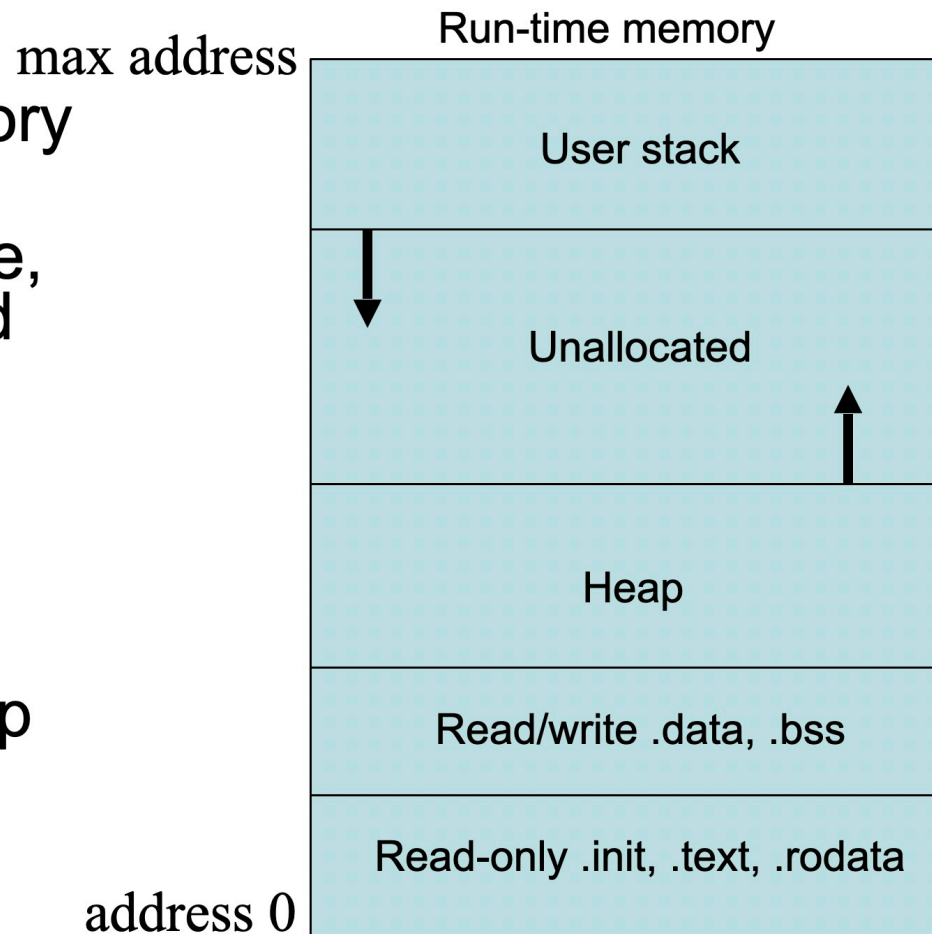 Run-time memory
max address
ory
User stack
e,
d
Unallocated
Heap
p
Read/write .data, .bss
Read-only .init, .text, .rodata
address 0